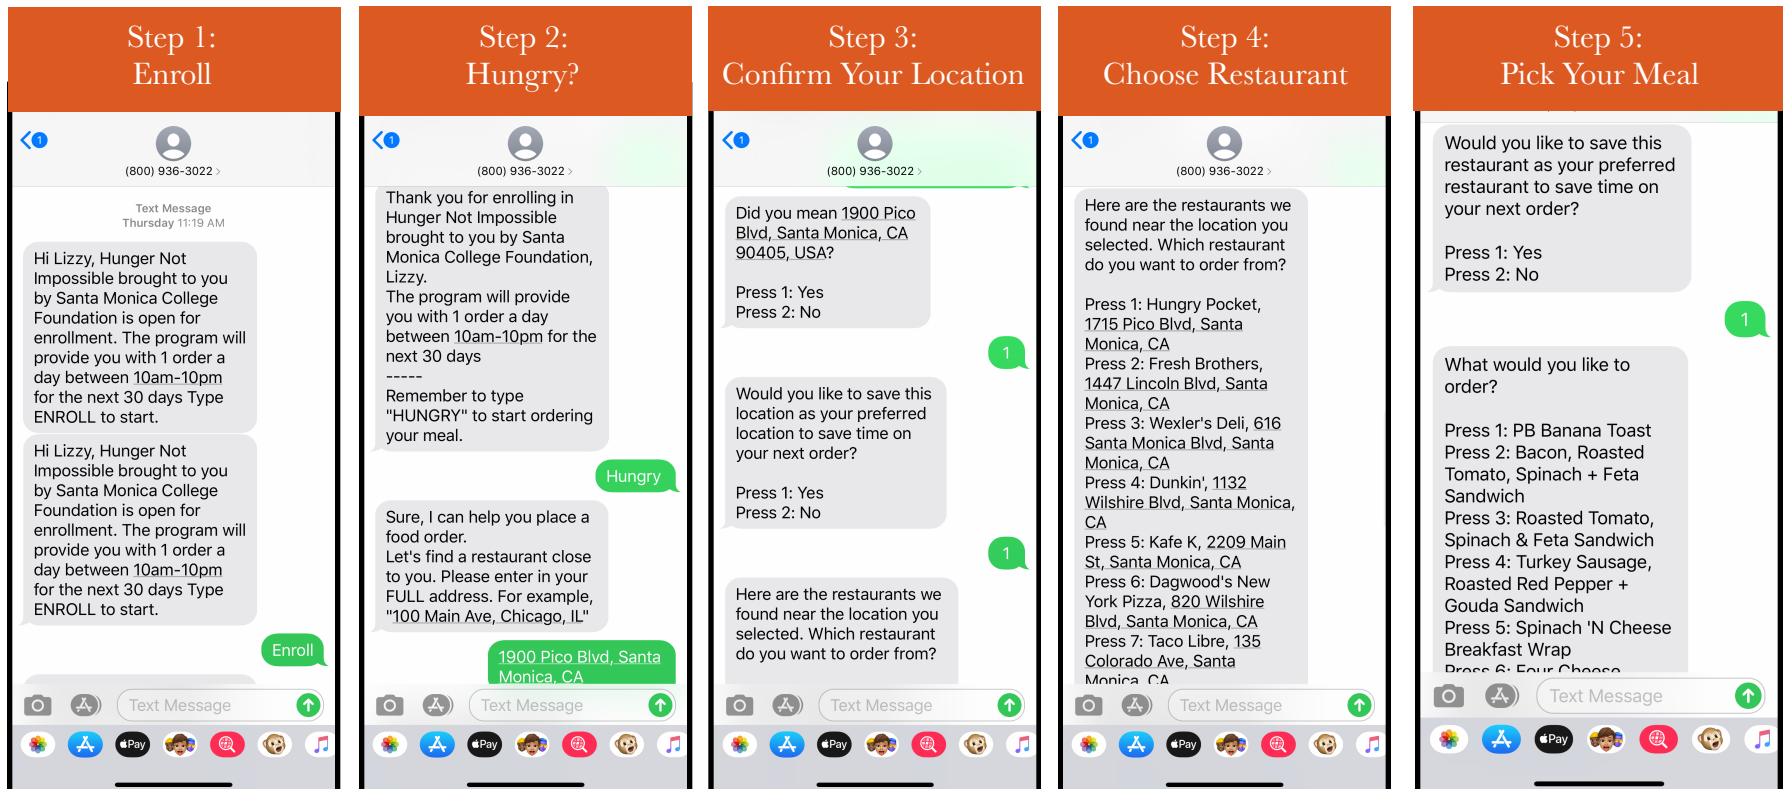 Step 1:
Enroll
1
(800) 936-3022 >
Text Message
Thursday 11:19 AM
Hi Lizzy, Hunger Not
Impossible brought to you
by Santa Monica College
Foundation is open for
enrollment. The program will
provide you with 1 order a
day between 10am-10pm
for the next 30 days Type
ENROLL to start.
Hi Lizzy, Hunger Not
Impossible brought to you
by Santa Monica College
Foundation is open for
enrollment. The program will
provide you with 1 order a
day between 10am-10pm
for the next 30 days Type
ENROLL to start.
Enroll
Text Message
Pay
Step 2:
Hungry?
1
(800) 936-3022 >
Thank you for enrolling in
Hunger Not Impossible
brought to you by Santa
Monica College Foundation,
Lizzy.
The program will provide
you with 1 order a day
between 10am-10pm for the
next 30 days
-----
Remember to type
"HUNGRY" to start ordering
your meal.
Hungry
Sure, I can help you place a
food order.
Let's find a restaurant close
to you. Please enter in your
FULL address. For example,
"100 Main Ave, Chicago, IL"
1900 Pico Blvd, Santa
Monica, CA
Text Message
Pay
Step 3:
Confirm Your Location
1
(800) 936-3022 >
Did you mean 1900 Pico
Blvd, Santa Monica, CA
90405, USA?
Press 1: Yes
Press 2: No
1
Would you like to save this
location as your preferred
location to save time on
your next order?
Press 1: Yes
Press 2: No
1
Here are the restaurants we
found near the location you
selected. Which restaurant
do you want to order from?
Text Message
Pay
Step 4:
Choose Restaurant
1
(800) 936-3022 >
Here are the restaurants we
found near the location you
selected. Which restaurant
do you want to order from?
Press 1: Hungry Pocket,
1715 Pico Blvd, Santa
Monica, CA
Press 2: Fresh Brothers,
1447 Lincoln Blvd, Santa
Monica, CA
Press 3: Wexler's Deli, 616
Santa Monica Blvd, Santa
Monica, CA
Press 4: Dunkin', 1132
Wilshire Blvd, Santa Monica,
CA
Press 5: Kafe K, 2209 Main
St, Santa Monica, CA
Press 6: Dagwood's New
York Pizza, 820 Wilshire
Blvd, Santa Monica, CA
Press 7: Taco Libre, 135
Colorado Ave, Santa
Monica, CA
Text Message
Pay
Step 5:
Pick Your Meal
Would you like to save this
restaurant as your preferred
restaurant to save time on
your next order?
Press 1: Yes
Press 2: No
1
What would you like to
order?
Press 1: PB Banana Toast
Press 2: Bacon, Roasted
Tomato, Spinach + Feta
Sandwich
Press 3: Roasted Tomato,
Spinach & Feta Sandwich
Press 4: Turkey Sausage,
Roasted Red Pepper +
Gouda Sandwich
Press 5: Spinach 'N Cheese
Breakfast Wrap
Press 6: Four Cheese
Text Message
Pay